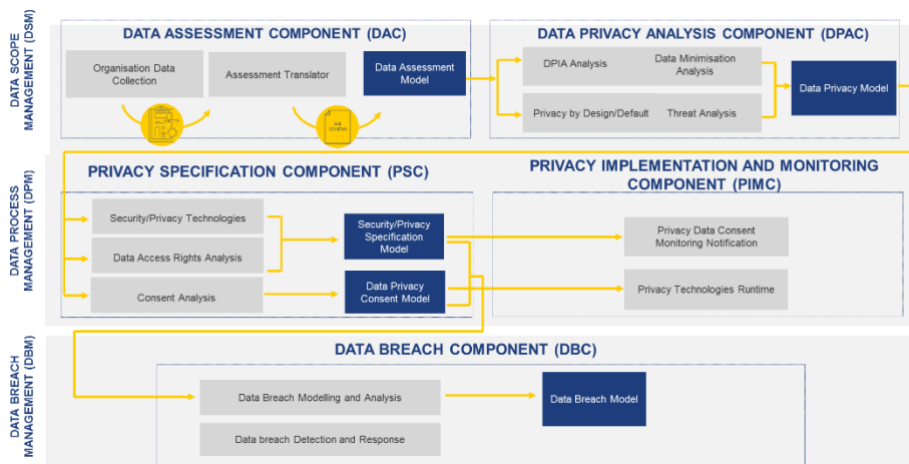 DATA SCOPE
MANAGEMENT (DSM)
DATA ASSESSMENT COMPONENT (DAC)
Organisation Data
Collection
Assessment Translator
Data Assessment
Model
DATA PRIVACY ANALYSIS COMPONENT (DPAC)
DPIA Analysis
Data Minimisation
Analysis
Privacy by Design/Default
Threat Analysis
Data Privacy Model
DATA PROCESS
MANAGEMENT (DPM)
PRIVACY SPECIFICATION COMPONENT (PSC)
Security/Privacy Technologies
Data Access Rights Analysis
Consent Analysis
Security/Privacy
Specification
Model
Data Privacy
Consent Model
PRIVACY IMPLEMENTATION AND MONITORING
COMPONENT (PIMC)
Privacy Data Consent
Monitoring Notification
Privacy Technologies Runtime
DATA BREACH
MANAGEMENT (DBM)
DATA BREACH COMPONENT (DBC)
Data Breach Modelling and Analysis
Data breach Detection and Response
Data Breach Model